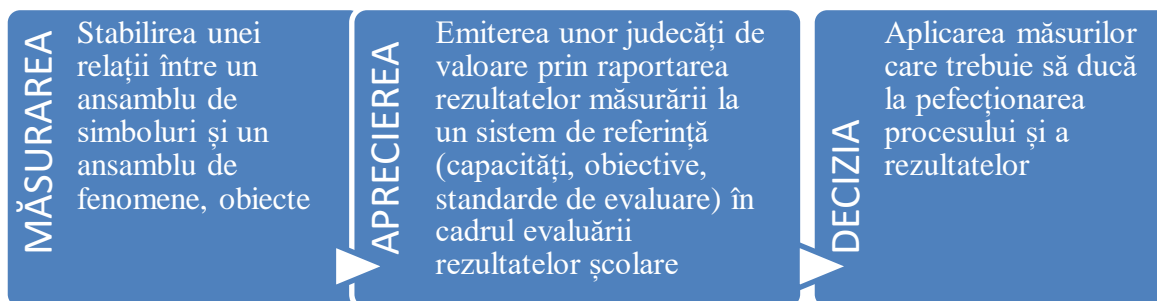 MĂSURAREA
Stabilirea unei
relații între un
ansamblu de
simboluri și un
ansamblu de
fenomene, obiecte
APRECIEREA
Emiterea unor judecăți de
valoare prin raportarea
rezultatelor măsurării la
un sistem de referință
(capacități, obiective,
standarde de evaluare) în
cadrul evaluării
rezultatelor școlare
DECIZIA
Aplicarea măsurilor
care trebuie să ducă
la pefecționarea
procesului și a
rezultatelor